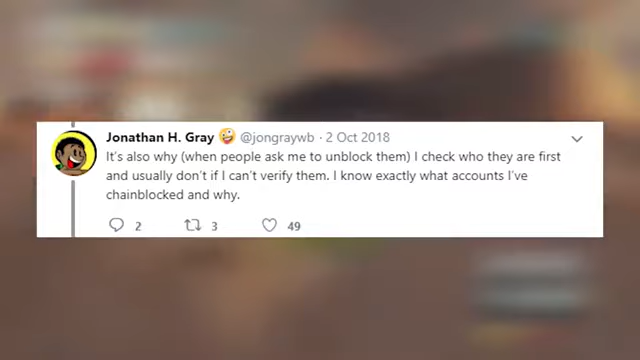 Jonathan H. Gray 🤪 @jongraywb · 2 Oct 2018
It's also why (when people ask me to unblock them) I check who they are first
and usually don't if I can't verify them. I know exactly what accounts I've
chainblocked and why.
2 3 49